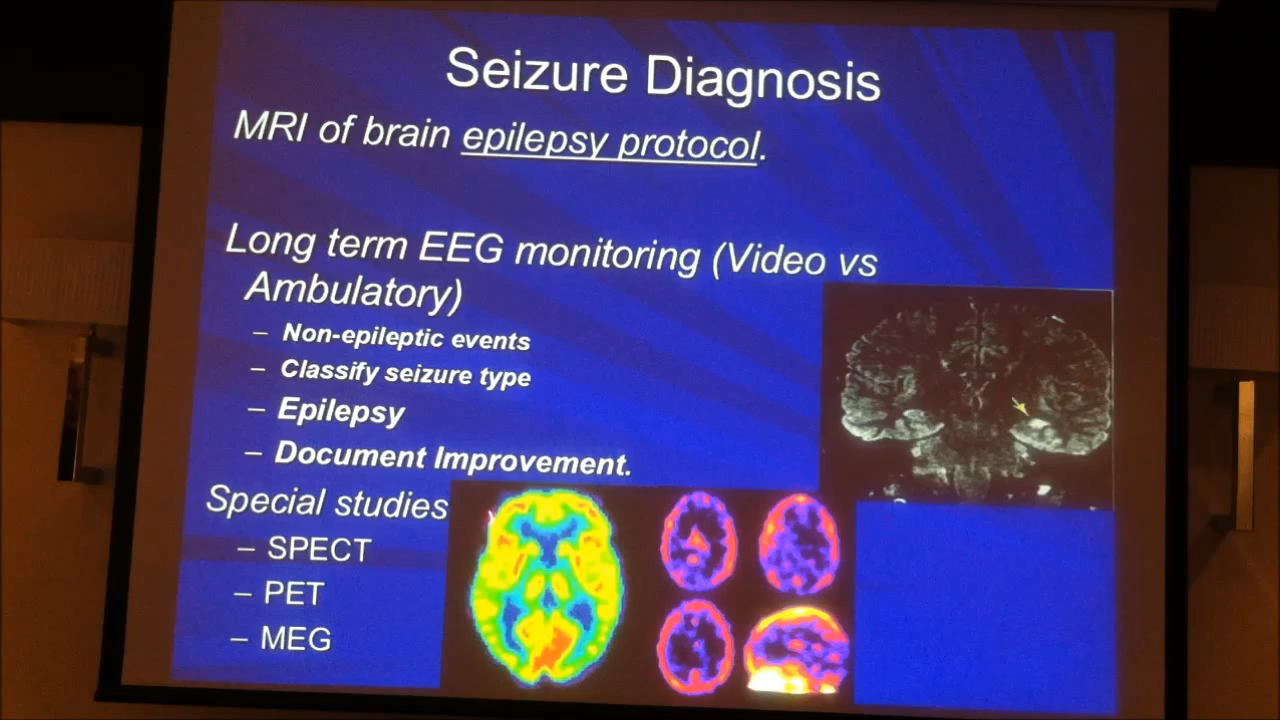 Seizure Diagnosis
MRI of brain epilepsy protocol.
Long term EEG monitoring (Video vs
Ambulatory)
– Non-epileptic events
– Classify seizure type
– Epilepsy
– Document Improvement.
Special studies
– SPECT
– PET
– MEG